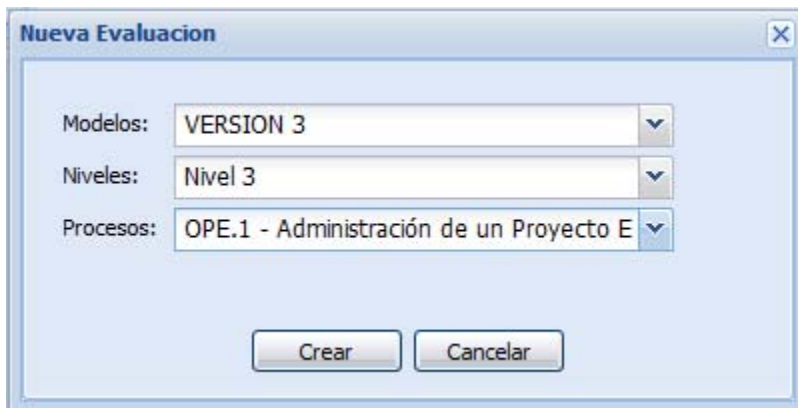 Nueva Evaluacion
Modelos: VERSION 3
Niveles: Nivel 3
Procesos: OPE.1 - Administración de un Proyecto E
Crear Cancelar